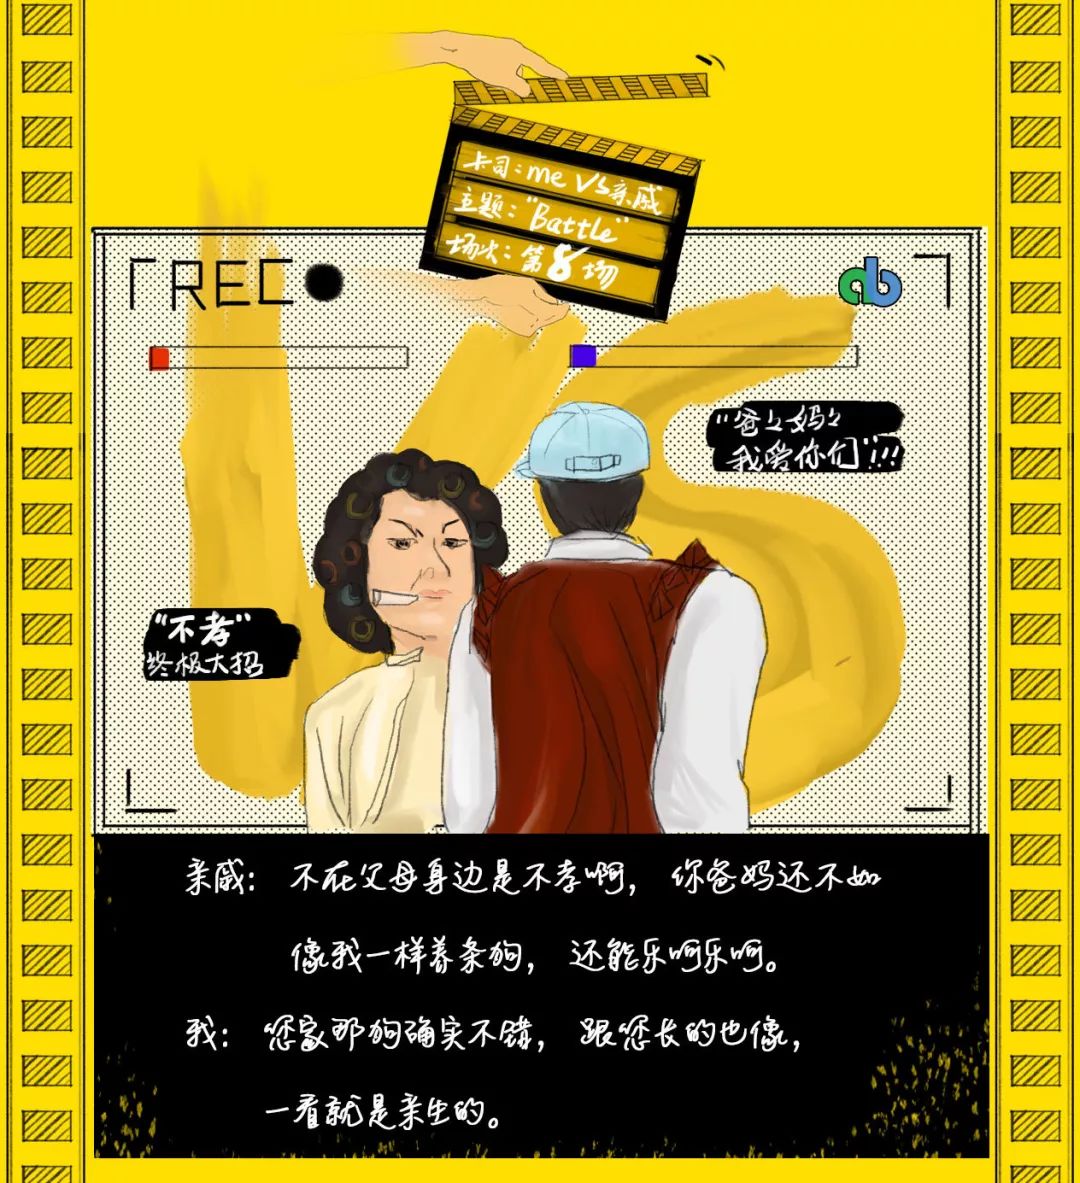 卡司：me VS亲戚
主题："Battle"
场次：第8场
REC
ab
"爸々妈々
我爱你们"!!!
"不孝"
终极大招
亲戚： 不在父母身边是不孝啊， 你爸妈还不如
像我一样养条狗， 还能乐呵乐呵。
我： 您家那狗确实不错， 跟您长的也像，
一看就是亲生的。